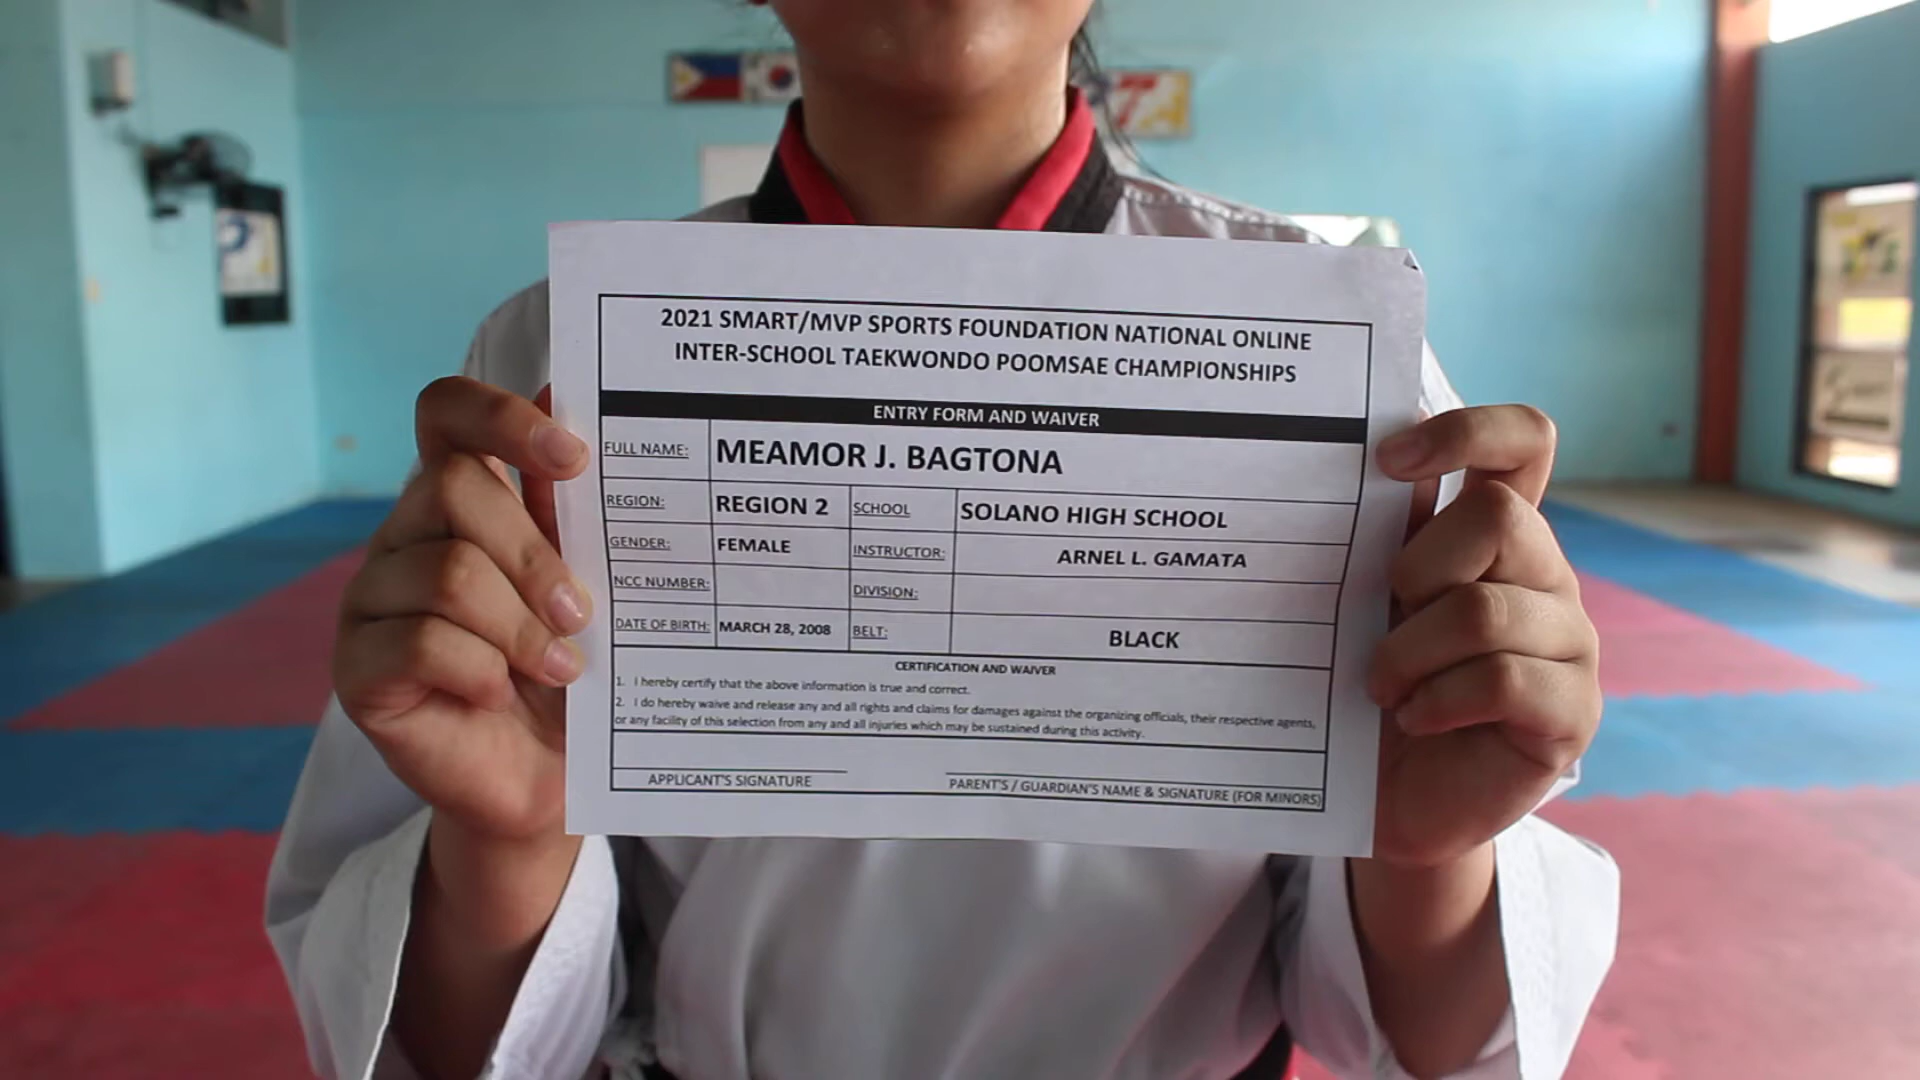 2021 SMART/MVP SPORTS FOUNDATION NATIONAL ONLINE
INTER-SCHOOL TAEKWONDO POOMSAE CHAMPIONSHIPS
ENTRY FORM AND WAIVER
FULL NAME: MEAMOR J. BAGTONA
REGION: REGION 2 SCHOOL SOLANO HIGH SCHOOL
GENDER: FEMALE INSTRUCTOR: ARNEL L. GAMATA
NCC NUMBER: DIVISION:
DATE OF BIRTH: MARCH 28, 2008 BELT: BLACK
CERTIFICATION AND WAIVER
1. I hereby certify that the above information is true and correct.
2. I do hereby waive and release any and all rights and claims for damages against the organizing officials, their respective agents,
or any facility of this selection from any and all injuries which may be sustained during this activity.
APPLICANT'S SIGNATURE PARENT'S / GUARDIAN'S NAME & SIGNATURE (FOR MINORS)